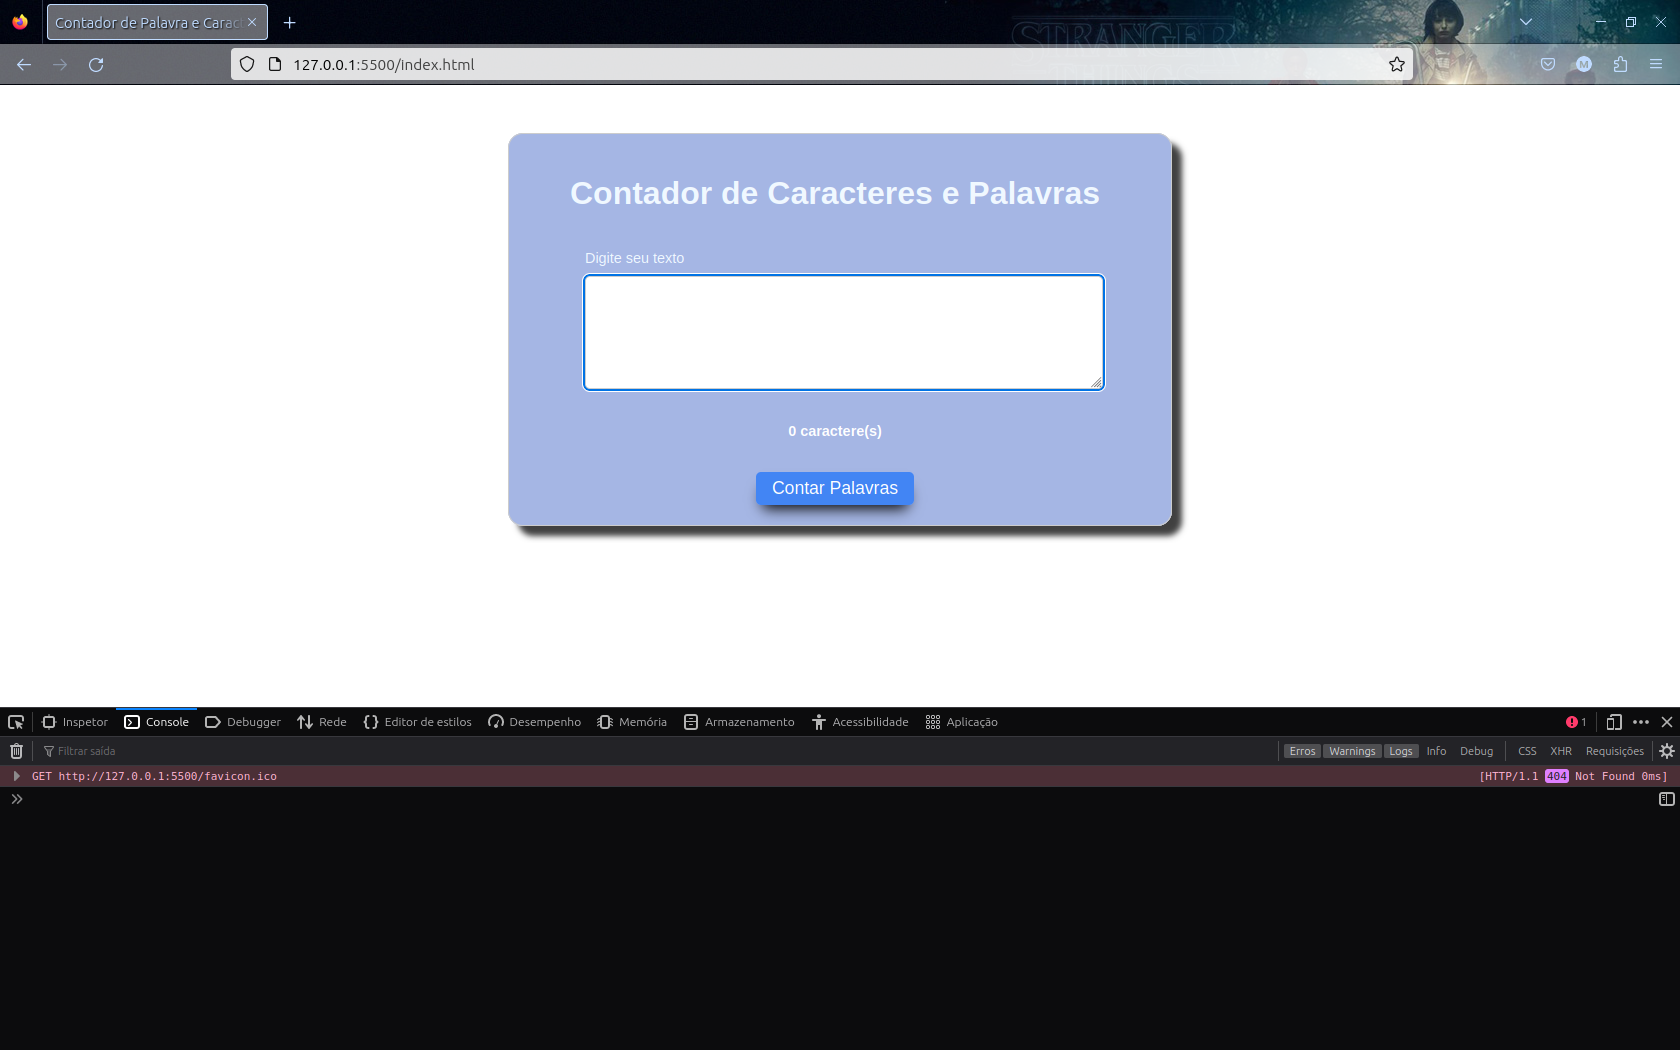 Contador de Palavra e Carac
127.0.0.1:5500/index.html
STRANGER
M
Contador de Caracteres e Palavras
Digite seu texto
0 caractere(s)
Contar Palavras
Inspetor Console Debugger Rede Editor de estilos Desempenho Memória Armazenamento Acessibilidade Aplicação 1
Filtrar saída Erros Warnings Logs Info Debug CSS XHR Requisições
GET http://127.0.0.1:5500/favicon.ico [HTTP/1.1 404 Not Found 0ms]